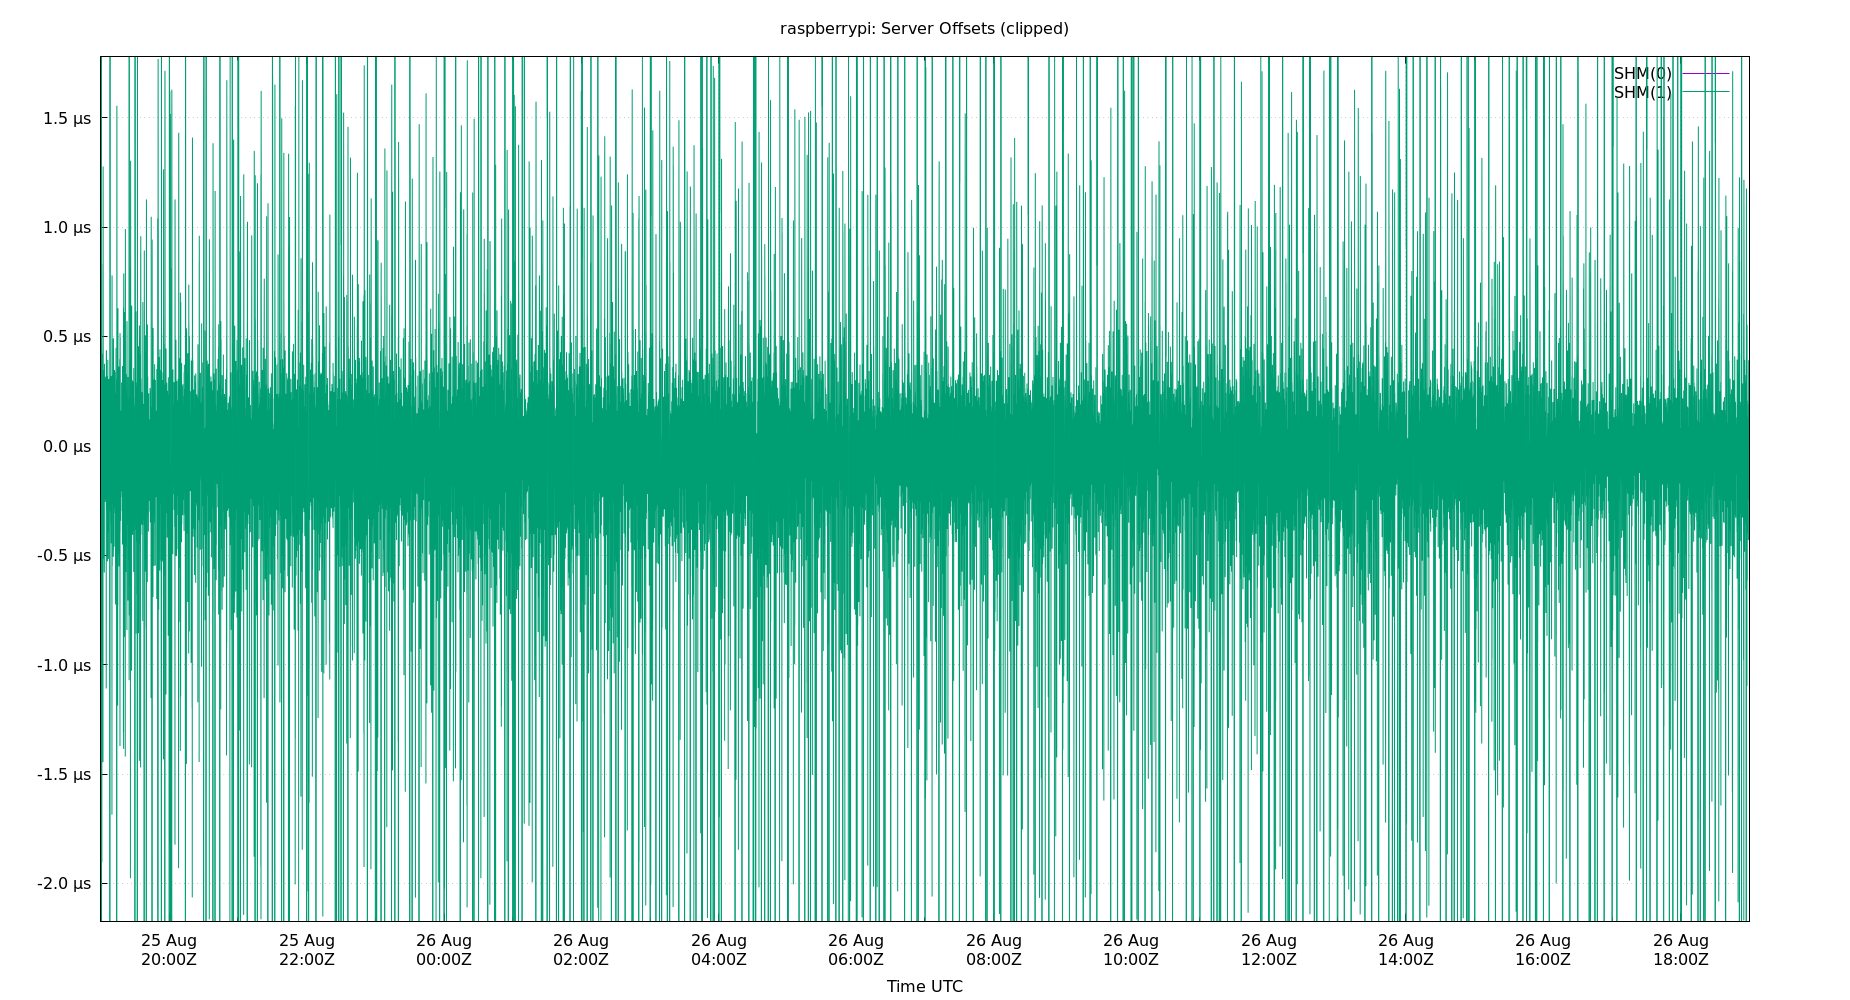 raspberrypi: Server Offsets (clipped)
SHM(0)
SHM(1)
1.5 µs
1.0 µs
0.5 µs
0.0 µs
-0.5 µs
-1.0 µs
-1.5 µs
-2.0 µs
25 Aug 25 Aug 26 Aug 26 Aug 26 Aug 26 Aug 26 Aug 26 Aug 26 Aug 26 Aug 26 Aug 26 Aug
20:00Z 22:00Z 00:00Z 02:00Z 04:00Z 06:00Z 08:00Z 10:00Z 12:00Z 14:00Z 16:00Z 18:00Z
Time UTC